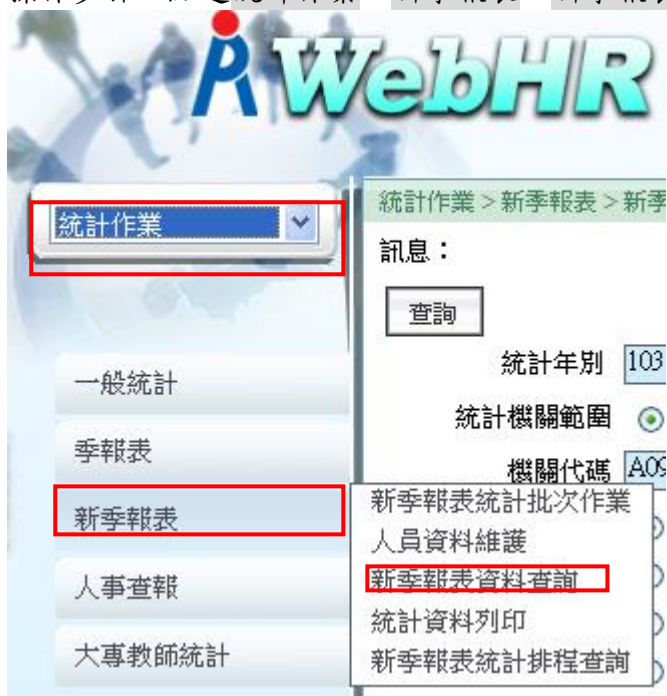 WebHR
統計作業
統計作業 > 新季報表 > 新季
訊息：
查詢
統計年別 103
統計機關範圍
機關代碼 A09
一般統計
季報表
新季報表
人事查報
大專教師統計
新季報表統計批次作業
人員資料維護
新季報表資料查詢
統計資料列印
新季報表統計排程查詢